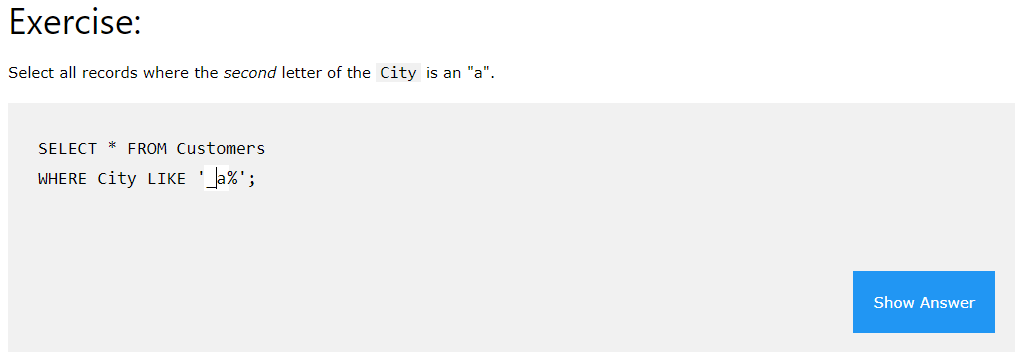 Exercise:
Select all records where the second letter of the City is an "a".
SELECT * FROM Customers
WHERE City LIKE '_a%';
Show Answer